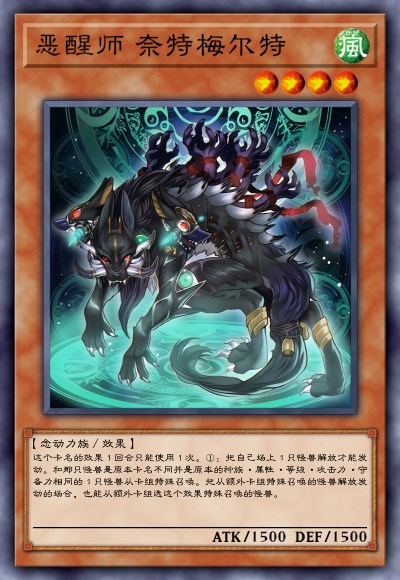 恶醒师 奈特梅尔特
风
【念动力族／效果】
这个卡名的效果1回合只能使用1次。①：把自己场上1只怪兽解放才能发
动。和那只怪兽是原本卡名不同并是原本的种族·属性·等级·攻击力·守
备力相同的1只怪兽从卡组特殊召唤。把从额外卡组特殊召唤的怪兽解放发
动的场合，也能从额外卡组选这个效果特殊召唤的怪兽。
ATK/1500 DEF/1500